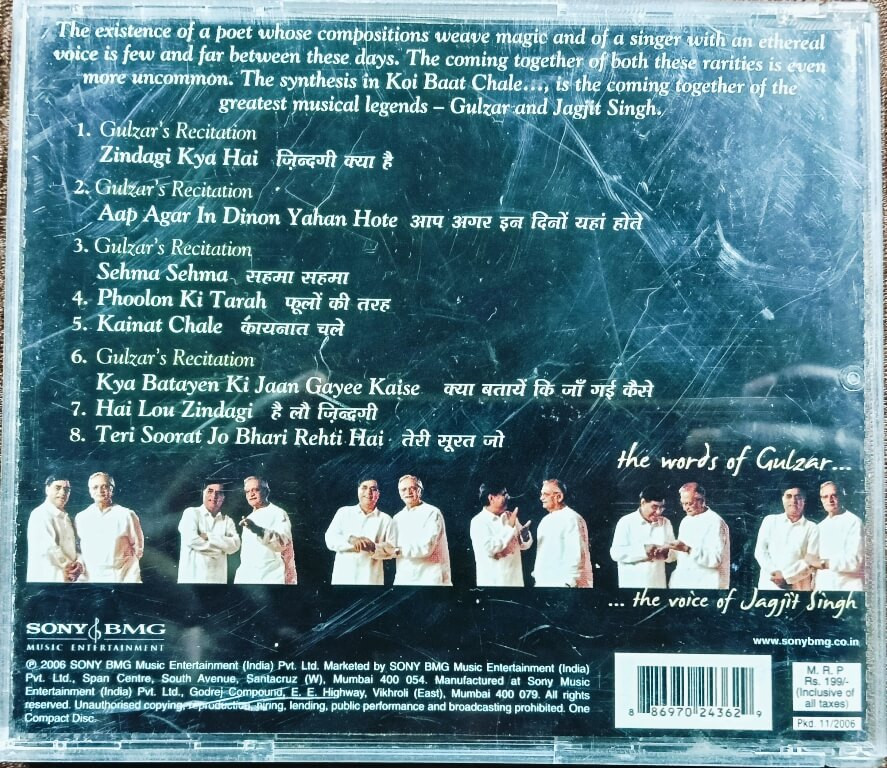 The existence of a poet whose compositions weave magic and of a singer with an ethereal
voice is few and far between these days. The coming together of both these rarities is even
more uncommon. The synthesis in Koi Baat Chale..., is the coming together of the
greatest musical legends – Gulzar and Jagjit Singh.
1. Gulzar's Recitation
Zindagi Kya Hai ज़िन्दगी क्या है
2. Gulzar's Recitation
Aap Agar In Dinon Yahan Hote आप अगर इन दिनों यहां होते
3. Gulzar's Recitation
Sehma Sehma सहमा सहमा
4. Phoolon Ki Tarah फूलों की तरह
5. Kainat Chale कायनात चले
6. Gulzar's Recitation
Kya Batayen Ki Jaan Gayee Kaise क्या बतायें कि जाँ गई कैसे
7. Hai Lou Zindagi है लौ ज़िन्दगी
8. Teri Soorat Jo Bhari Rehti Hai तेरी सूरत जो
the words of Gulzar...
... the voice of Jagjit Singh
SONY BMG
MUSIC ENTERTAINMENT
www.sonybmg.co.in
℗ 2006 SONY BMG Music Entertainment (India) Pvt. Ltd. Marketed by SONY BMG Music Entertainment (India)
Pvt. Ltd., Span Centre, South Avenue, Santacruz (W), Mumbai 400 054. Manufactured at Sony Music
Entertainment (India) Pvt. Ltd., Godrej Compound, E. E. Highway, Vikhroli (East), Mumbai 400 079. All rights
reserved. Unauthorised copying, reproduction, hiring, lending, public performance and broadcasting prohibited. One
Compact Disc.
8 86970 24362 9
M. R. P
Rs. 199/-
(Inclusive of
all taxes)
Pkd. 11/2006